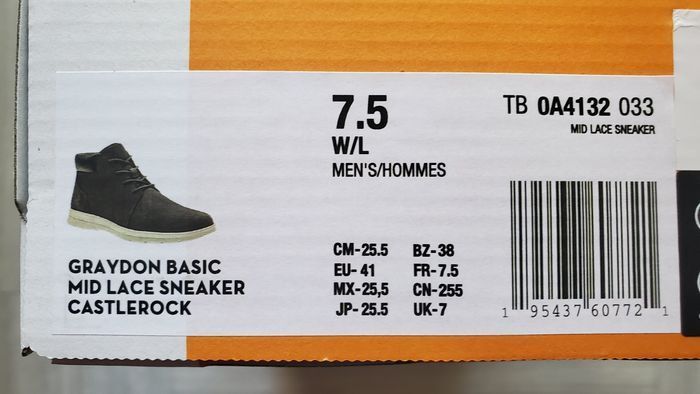 7.5
W/L
MEN'S/HOMMES
TB 0A4132 033
MID LACE SNEAKER
GRAYDON BASIC
MID LACE SNEAKER
CASTLEROCK
CM-25.5 BZ-38
EU-41 FR-7.5
MX-25,5 CN-255
JP-25.5 UK-7
1 95437 60772 1